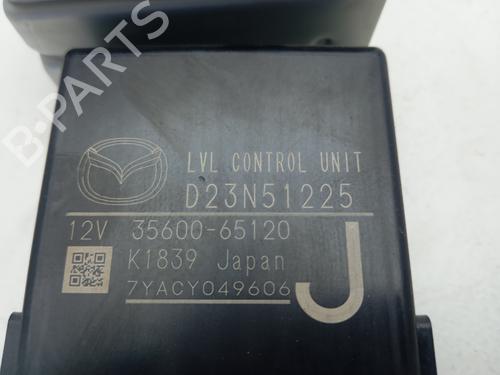 B-PARTS
LVL CONTROL UNIT
D23N51225
12V 35600-65120
K1839 Japan
7YACY049606
J